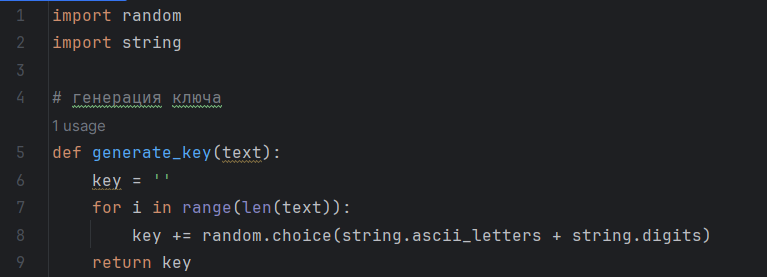 1 import random
2 import string
3
4 # генерация ключа
1 usage
5 def generate_key(text):
6     key = ''
7     for i in range(len(text)):
8         key += random.choice(string.ascii_letters + string.digits)
9     return key